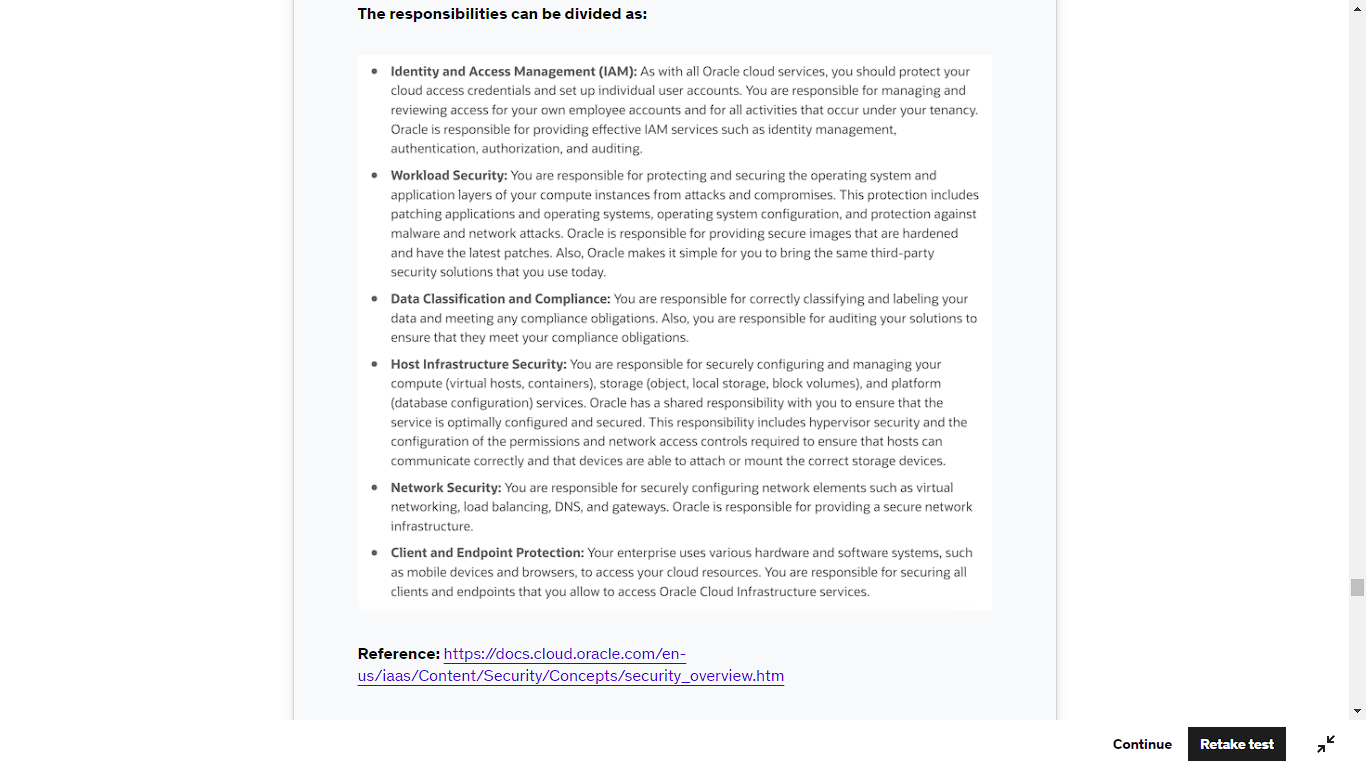 The responsibilities can be divided as:
• Identity and Access Management (IAM): As with all Oracle cloud services, you should protect your
cloud access credentials and set up individual user accounts. You are responsible for managing and
reviewing access for your own employee accounts and for all activities that occur under your tenancy.
Oracle is responsible for providing effective IAM services such as identity management,
authentication, authorization, and auditing.
• Workload Security: You are responsible for protecting and securing the operating system and
application layers of your compute instances from attacks and compromises. This protection includes
patching applications and operating systems, operating system configuration, and protection against
malware and network attacks. Oracle is responsible for providing secure images that are hardened
and have the latest patches. Also, Oracle makes it simple for you to bring the same third-party
security solutions that you use today.
• Data Classification and Compliance: You are responsible for correctly classifying and labeling your
data and meeting any compliance obligations. Also, you are responsible for auditing your solutions to
ensure that they meet your compliance obligations.
• Host Infrastructure Security: You are responsible for securely configuring and managing your
compute (virtual hosts, containers), storage (object, local storage, block volumes), and platform
(database configuration) services. Oracle has a shared responsibility with you to ensure that the
service is optimally configured and secured. This responsibility includes hypervisor security and the
configuration of the permissions and network access controls required to ensure that hosts can
communicate correctly and that devices are able to attach or mount the correct storage devices.
• Network Security: You are responsible for securely configuring network elements such as virtual
networking, load balancing, DNS, and gateways. Oracle is responsible for providing a secure network
infrastructure.
• Client and Endpoint Protection: Your enterprise uses various hardware and software systems, such
as mobile devices and browsers, to access your cloud resources. You are responsible for securing all
clients and endpoints that you allow to access Oracle Cloud Infrastructure services.
Reference: https://docs.cloud.oracle.com/en-
us/iaas/Content/Security/Concepts/security_overview.htm
Continue
Retake test